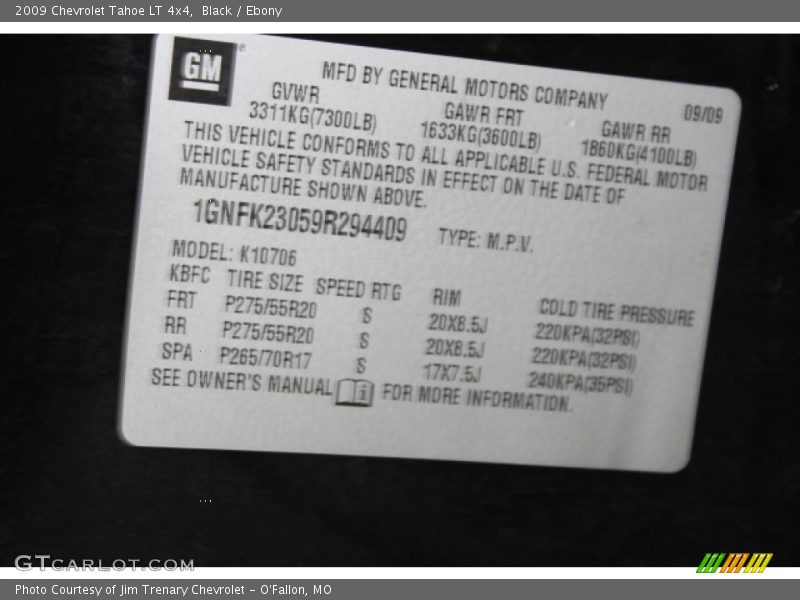 2009 Chevrolet Tahoe LT 4x4, Black / Ebony
GM®
MFD BY GENERAL MOTORS COMPANY
09/09
GVWR GAWR FRT GAWR RR
3311KG(7300LB) 1633KG(3600LB) 1860KG(4100LB)
THIS VEHICLE CONFORMS TO ALL APPLICABLE U.S. FEDERAL MOTOR
VEHICLE SAFETY STANDARDS IN EFFECT ON THE DATE OF
MANUFACTURE SHOWN ABOVE.
1GNFK23059R294409 TYPE: M.P.V.
MODEL: K10706
KBFC TIRE SIZE SPEED RTG RIM COLD TIRE PRESSURE
FRT P275/55R20 S 20X8.5J 220KPA(32PSI)
RR P275/55R20 S 20X8.5J 220KPA(32PSI)
SPA P265/70R17 S 17X7.5J 240KPA(35PSI)
SEE OWNER'S MANUAL i FOR MORE INFORMATION.
GTCARLOT.COM
Photo Courtesy of Jim Trenary Chevrolet - O'Fallon, MO